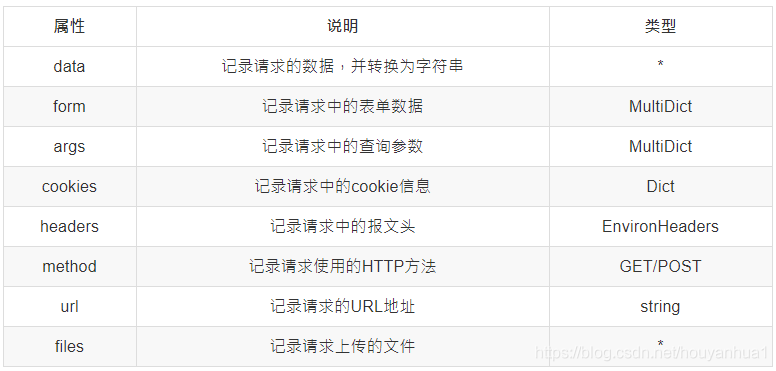 属性 说明 类型
data 记录请求的数据，并转换为字符串 *
form 记录请求中的表单数据 MultiDict
args 记录请求中的查询参数 MultiDict
cookies 记录请求中的cookie信息 Dict
headers 记录请求中的报文头 EnvironHeaders
method 记录请求使用的HTTP方法 GET/POST
url 记录请求的URL地址 string
files 记录请求上传的文件 *
https://blog.csdn.net/houyanhua1